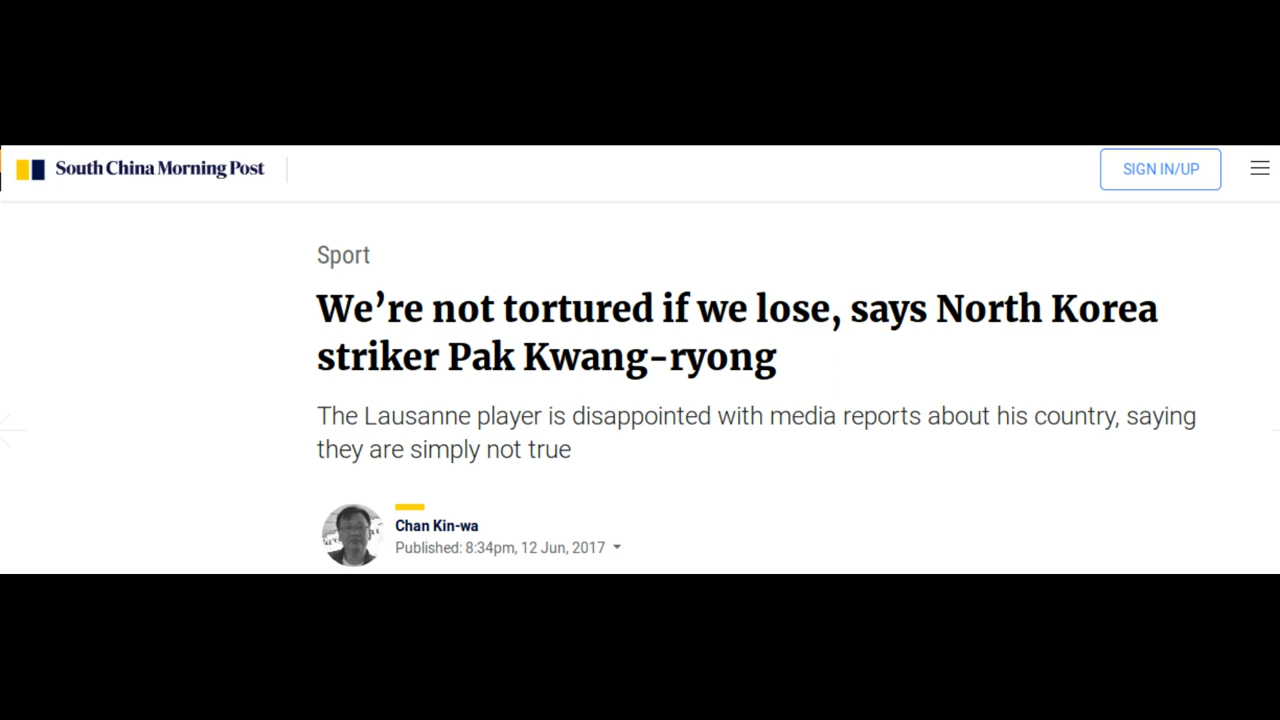 South China Morning Post
SIGN IN/UP
Sport
We’re not tortured if we lose, says North Korea
striker Pak Kwang-ryong
The Lausanne player is disappointed with media reports about his country, saying
they are simply not true
Chan Kin-wa
Published: 8:34pm, 12 Jun, 2017